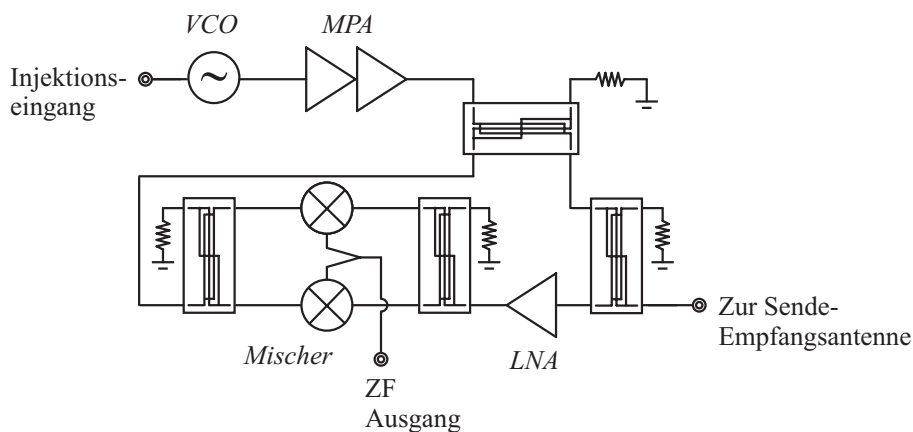 VCO
MPA
Injektions-
eingang
Mischer
LNA
Zur Sende-
Empfangsantenne
ZF
Ausgang